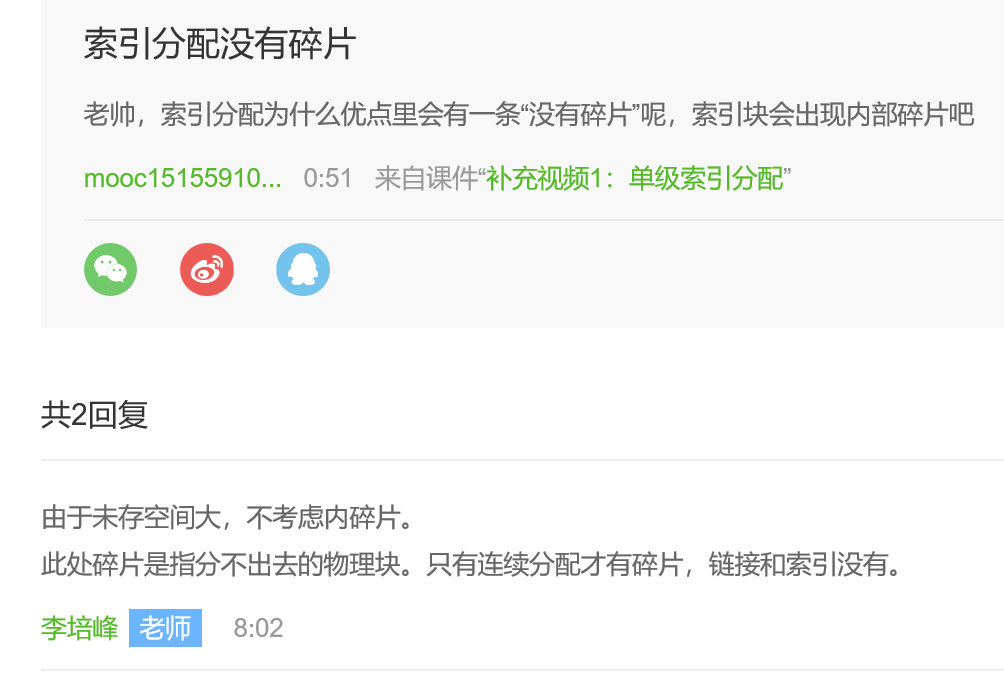 索引分配没有碎片
老帅，索引分配为什么优点里会有一条“没有碎片”呢，索引块会出现内部碎片吧
mooc15155910... 0:51 来自课件“补充视频1：单级索引分配”
共2回复
由于未存空间大，不考虑内碎片。
此处碎片是指分不出去的物理块。只有连续分配才有碎片，链接和索引没有。
李培峰 老师 8:02